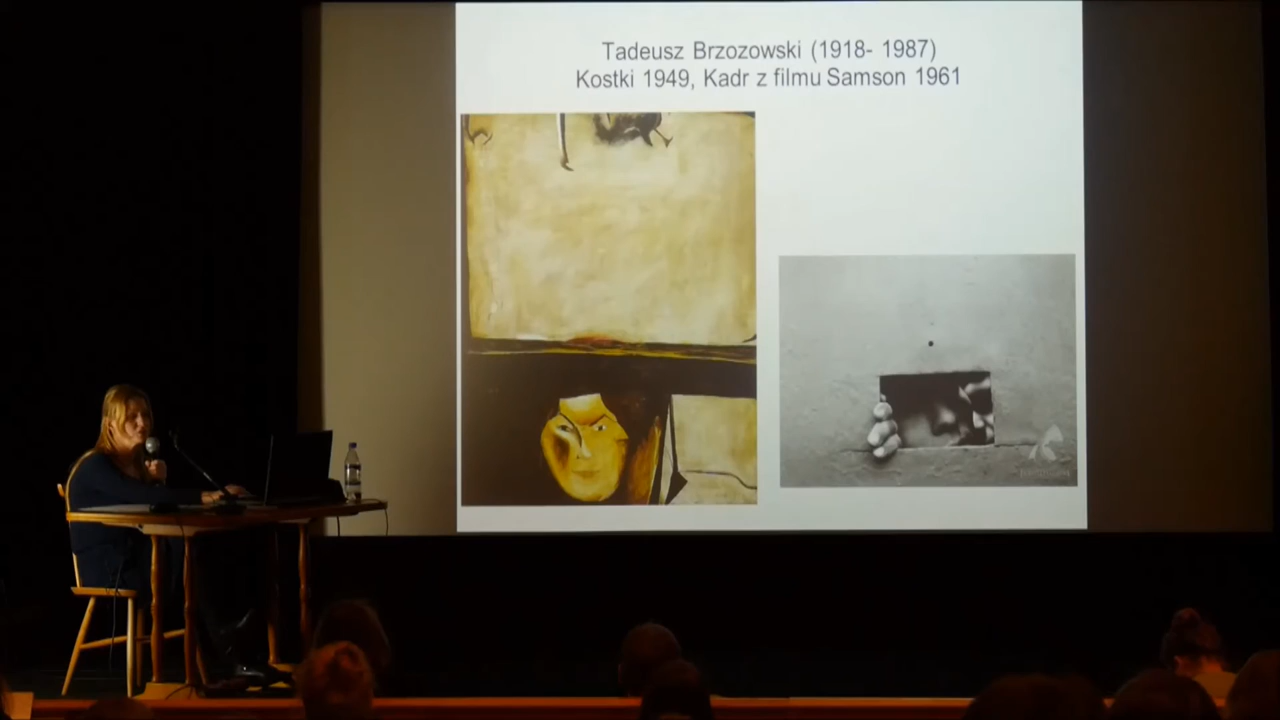 Tadeusz Brzozowski (1918- 1987)
Kostki 1949, Kadr z filmu Samson 1961